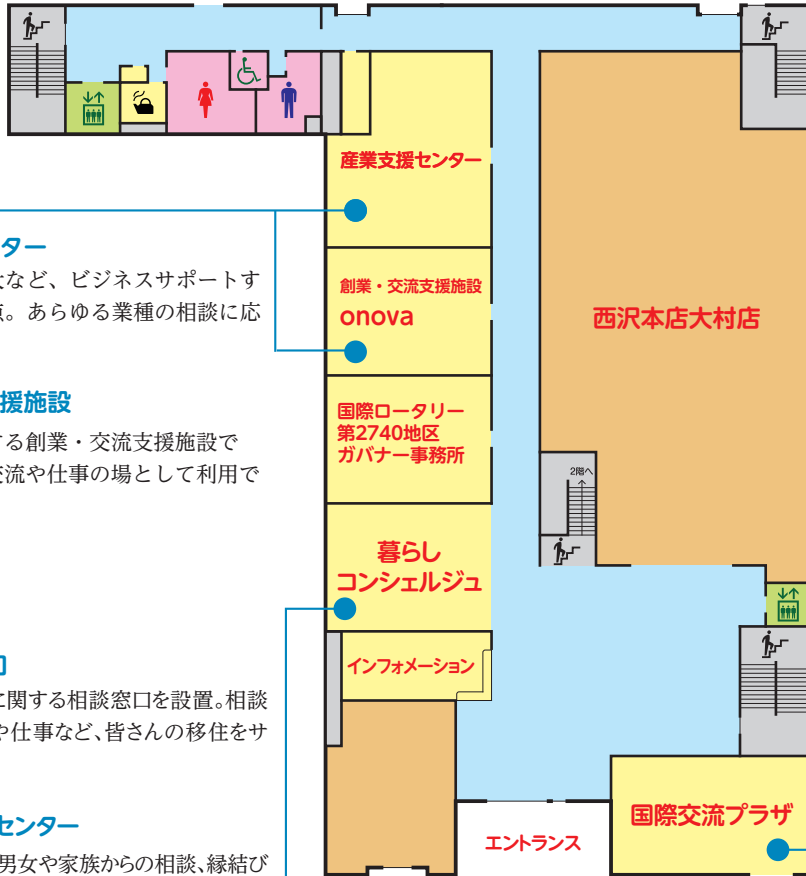 産業支援センター
ター
など、ビジネスサポートす
。あらゆる業種の相談に応
創業・交流支援施設
onova
西沢本店大村店
援施設
する創業・交流支援施設で
交流や仕事の場として利用で
国際ロータリー
第2740地区
ガバナー事務所
2階へ
暮らし
コンシェルジュ
インフォメーション
に関する相談窓口を設置。相談
や仕事など、皆さんの移住をサ
センター
男女や家族からの相談、縁結び
エントランス
国際交流プラザ